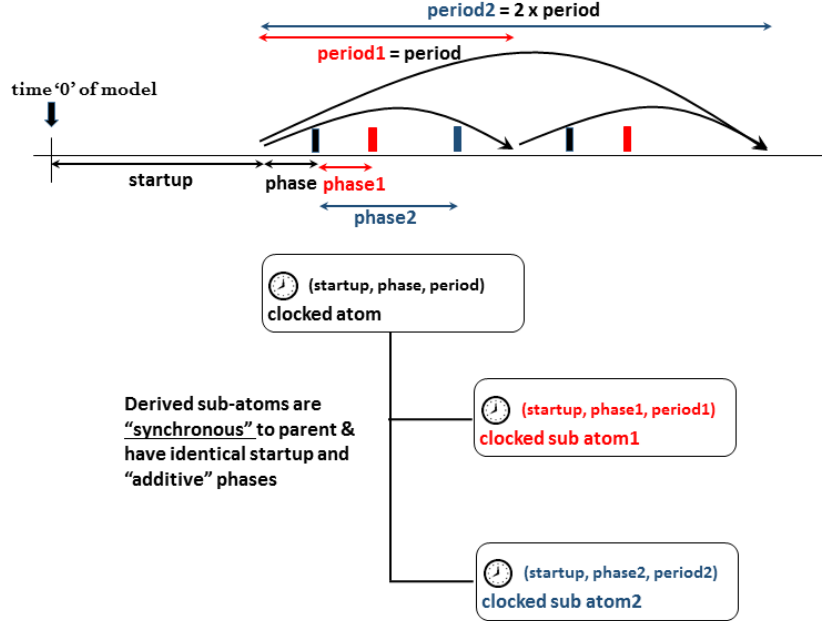 period2 = 2 x period
period1 = period
time ‘0’ of model
startup
phase
phase1
phase2
(startup, phase, period)
clocked atom
Derived sub-atoms are
“synchronous” to parent &
have identical startup and
“additive” phases
(startup, phase1, period1)
clocked sub atom1
(startup, phase2, period2)
clocked sub atom2